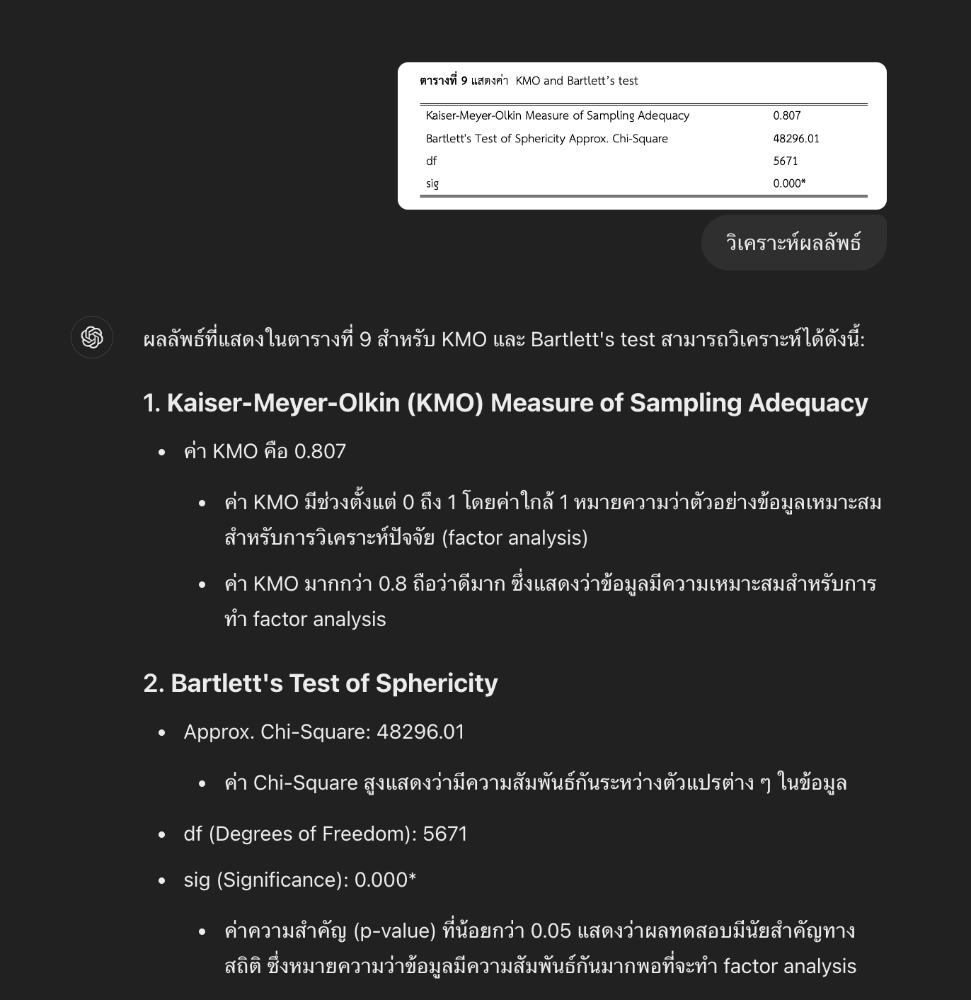 ตารางที่ 9 แสดงค่า KMO and Bartlett's test
Kaiser-Meyer-Olkin Measure of Sampling Adequacy 0.807
Bartlett's Test of Sphericity Approx. Chi-Square 48296.01
df 5671
sig 0.000*
วิเคราะห์ผลลัพธ์
ผลลัพธ์ที่แสดงในตารางที่ 9 สำหรับ KMO และ Bartlett's test สามารถวิเคราะห์ได้ดังนี้:
1. Kaiser-Meyer-Olkin (KMO) Measure of Sampling Adequacy
• ค่า KMO คือ 0.807
• ค่า KMO มีช่วงตั้งแต่ 0 ถึง 1 โดยค่าใกล้ 1 หมายความว่าตัวอย่างข้อมูลเหมาะสม
สำหรับการวิเคราะห์ปัจจัย (factor analysis)
• ค่า KMO มากกว่า 0.8 ถือว่าดีมาก ซึ่งแสดงว่าข้อมูลมีความเหมาะสมสำหรับการ
ทำ factor analysis
2. Bartlett's Test of Sphericity
• Approx. Chi-Square: 48296.01
• ค่า Chi-Square สูงแสดงว่ามีความสัมพันธ์กันระหว่างตัวแปรต่าง ๆ ในข้อมูล
• df (Degrees of Freedom): 5671
• sig (Significance): 0.000*
• ค่าความสำคัญ (p-value) ที่น้อยกว่า 0.05 แสดงว่าผลทดสอบมีนัยสำคัญทาง
สถิติ ซึ่งหมายความว่าข้อมูลมีความสัมพันธ์กันมากพอที่จะทำ factor analysis